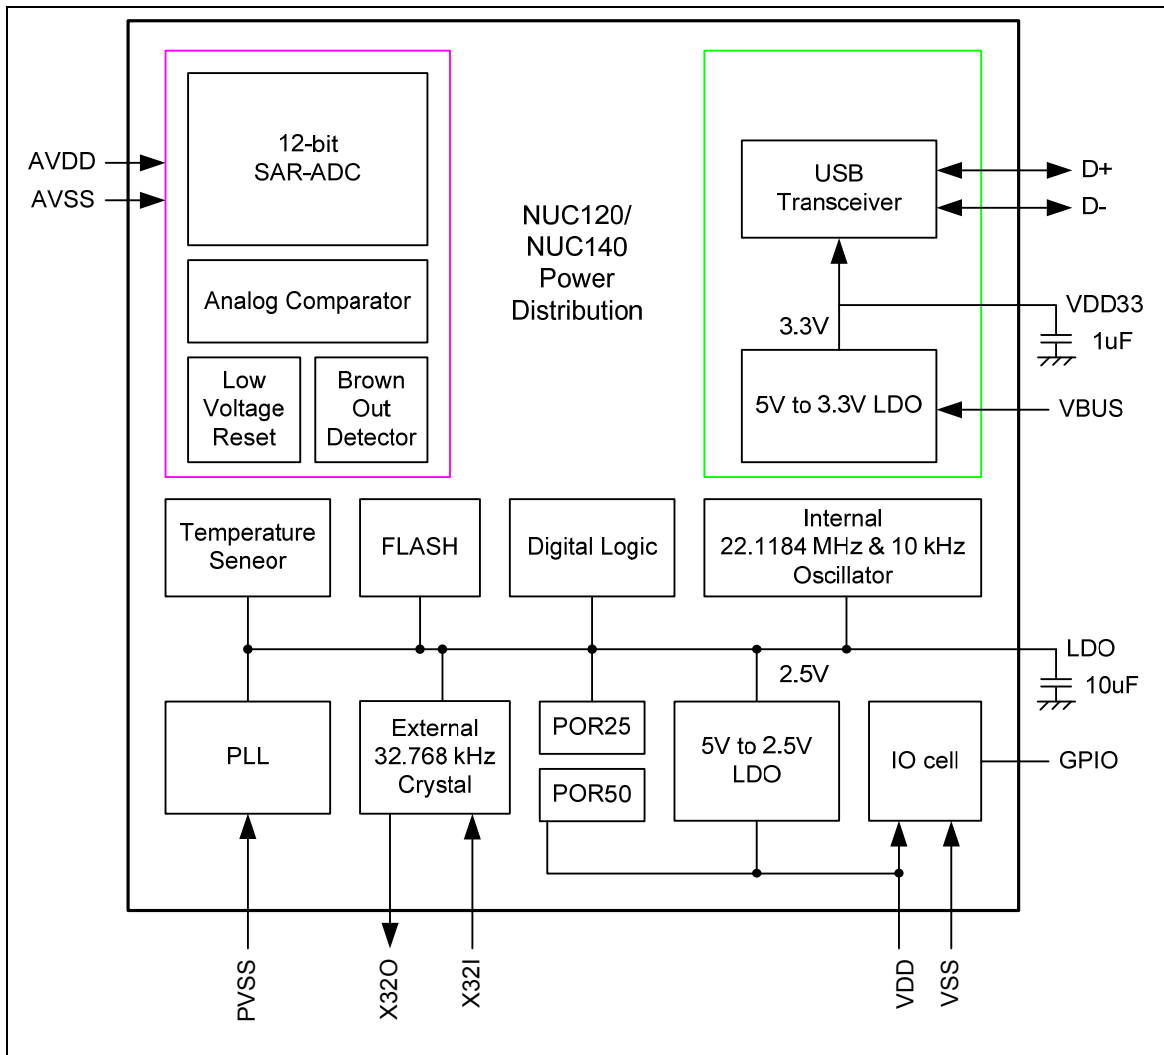 12-bit
SAR-ADC
AVDD
AVSS
Analog Comparator
Low
Voltage
Reset
Brown
Out
Detector
NUC120/
NUC140
Power
Distribution
USB
Transceiver
D+
D-
3.3V
VDD33
1uF
5V to 3.3V LDO
VBUS
Temperature
Seneor
FLASH
Digital Logic
Internal
22.1184 MHz & 10 kHz
Oscillator
LDO
2.5V
10uF
PLL
External
32.768 kHz
Crystal
POR25
POR50
5V to 2.5V
LDO
IO cell
GPIO
PVSS
X32O
X32I
VDD
VSS